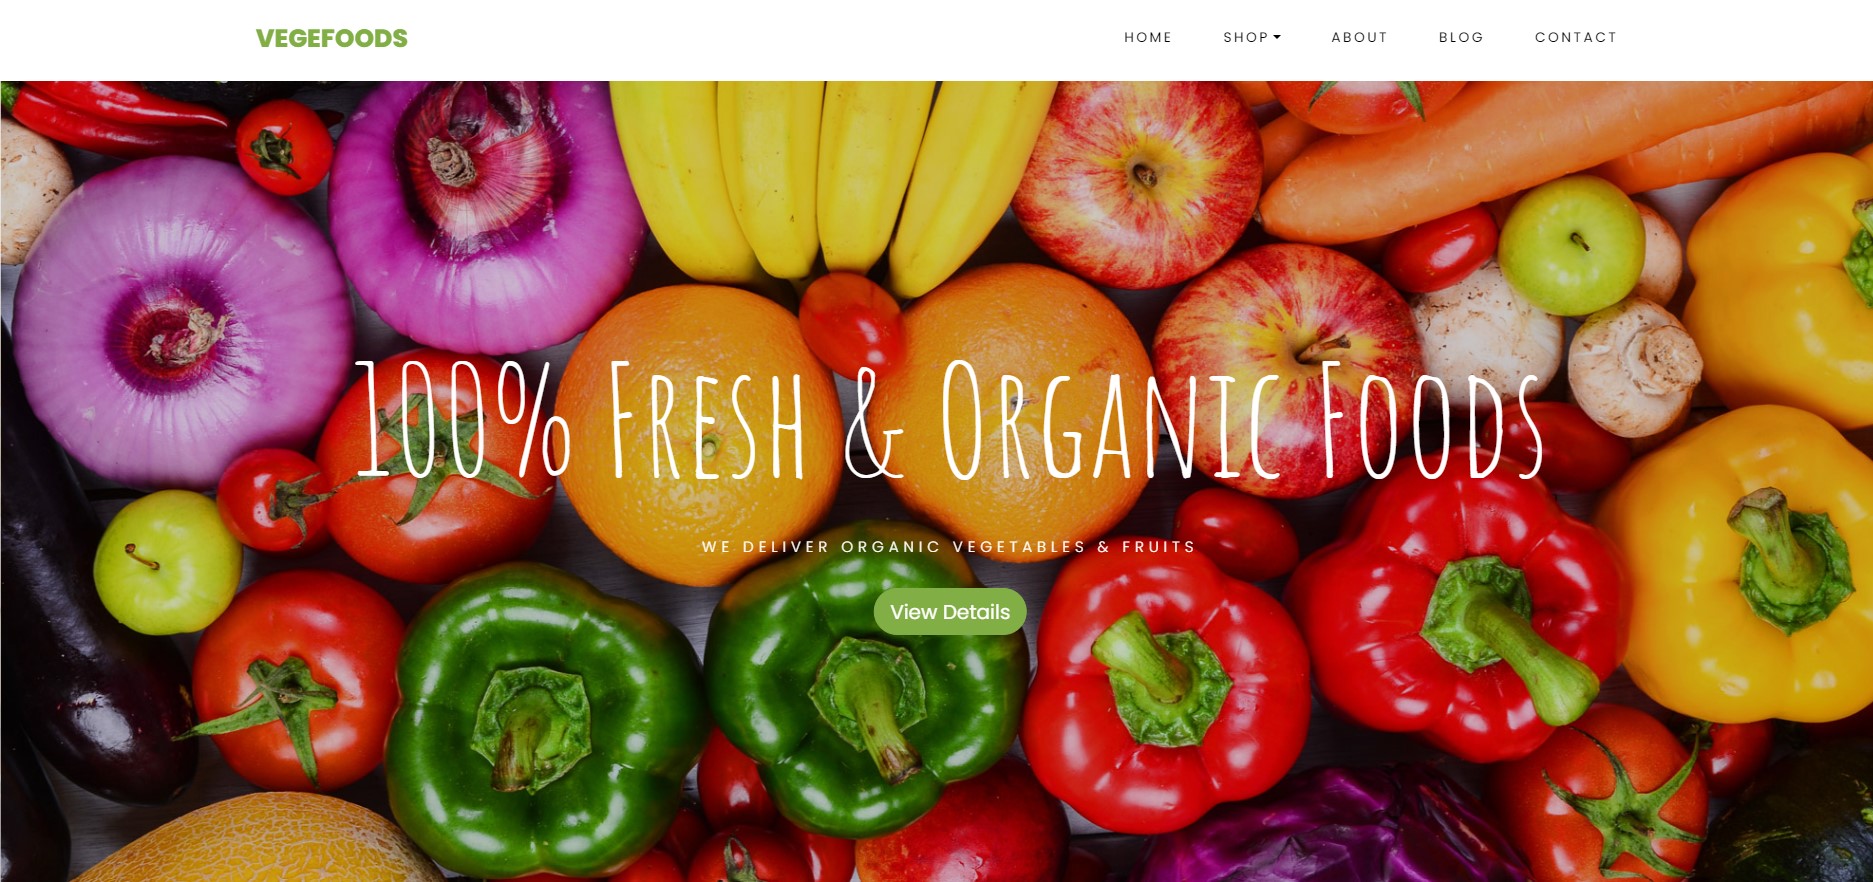 VEGEFOODS
HOME SHOP ABOUT BLOG CONTACT
100% Fresh & Organic Foods
WE DELIVER ORGANIC VEGETABLES & FRUITS
View Details